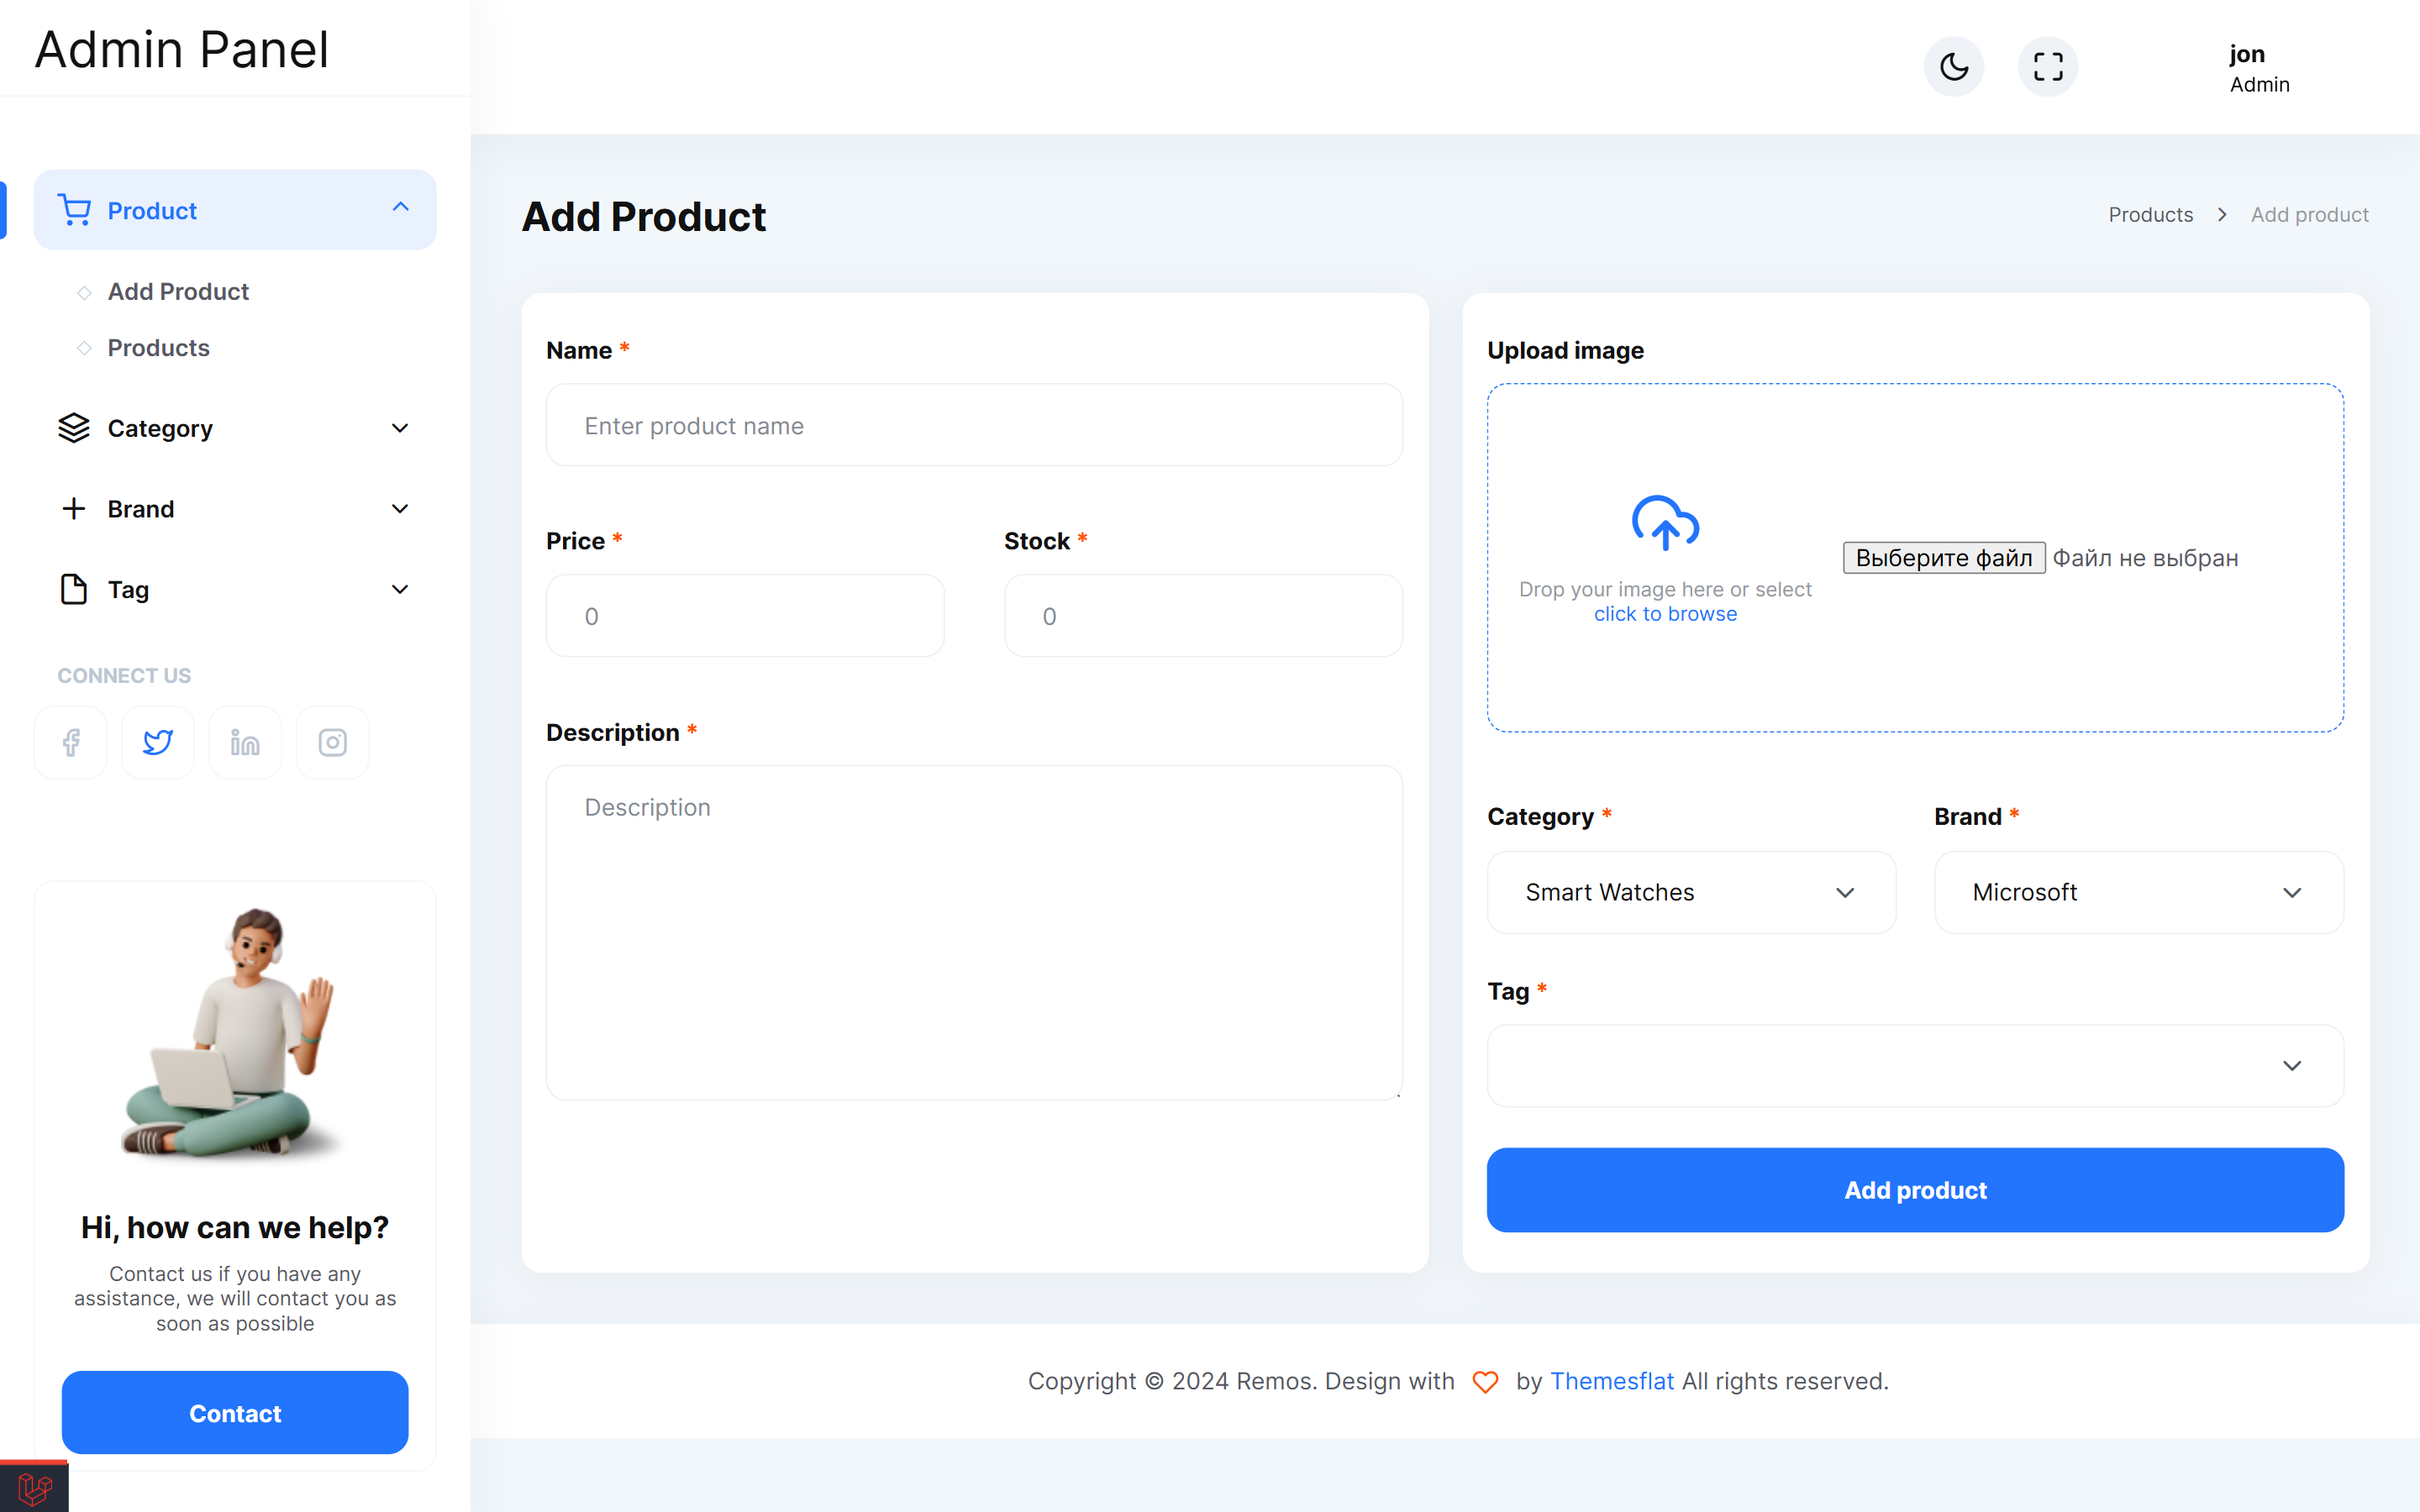 Admin Panel
jon
Admin
Product
Add Product
Products
Category
Brand
Tag
CONNECT US
Hi, how can we help?
Contact us if you have any
assistance, we will contact you as
soon as possible
Contact
Add Product
Products
Add product
Name *
Enter product name
Price *
Stock *
0
0
Description *
Description
Upload image
Drop your image here or select
click to browse
Выберите файл Файл не выбран
Category *
Brand *
Smart Watches
Microsoft
Tag *
Add product
Copyright © 2024 Remos. Design with by Themesflat All rights reserved.